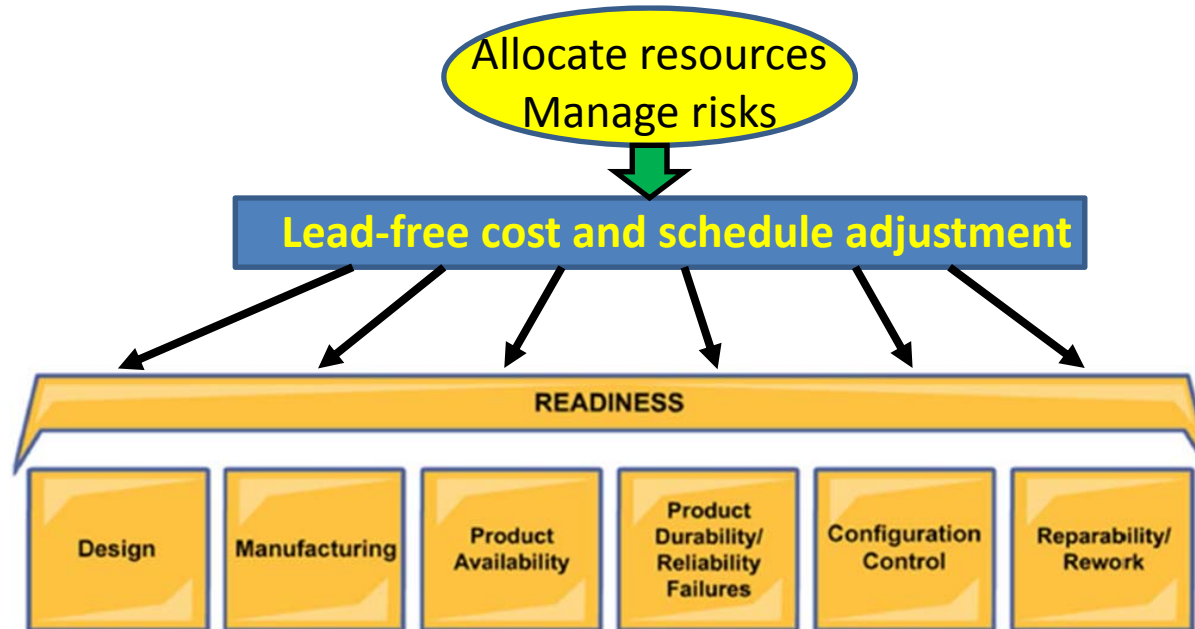 Allocate resources
Manage risks
Lead-free cost and schedule adjustment
READINESS
Design
Manufacturing
Product
Availability
Product
Durability/
Reliability
Failures
Configuration
Control
Reparability/
Rework